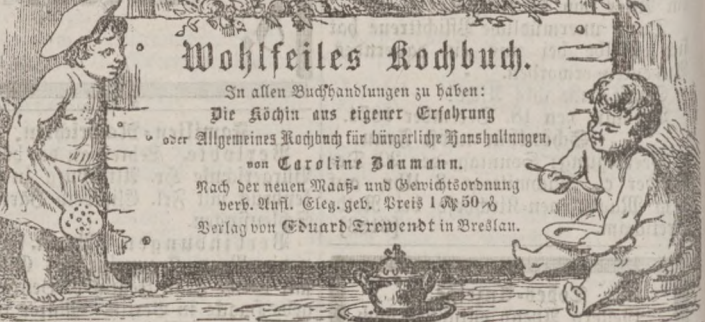 Wohlfeiles Kochbuch.
In allen Buchhandlungen zu haben:
Die Köchin aus eigener Erfahrung
oder Allgemeines Kochbuch für bürgerliche Haushaltungen,
von Caroline Baumann.
Nach der neuen Maaß- und Gewichtsordnung
verb. Aufl. Eleg. geb. Preis 1 ℳ 50 ₰
Verlag von Eduard Trewendt in Breslau.